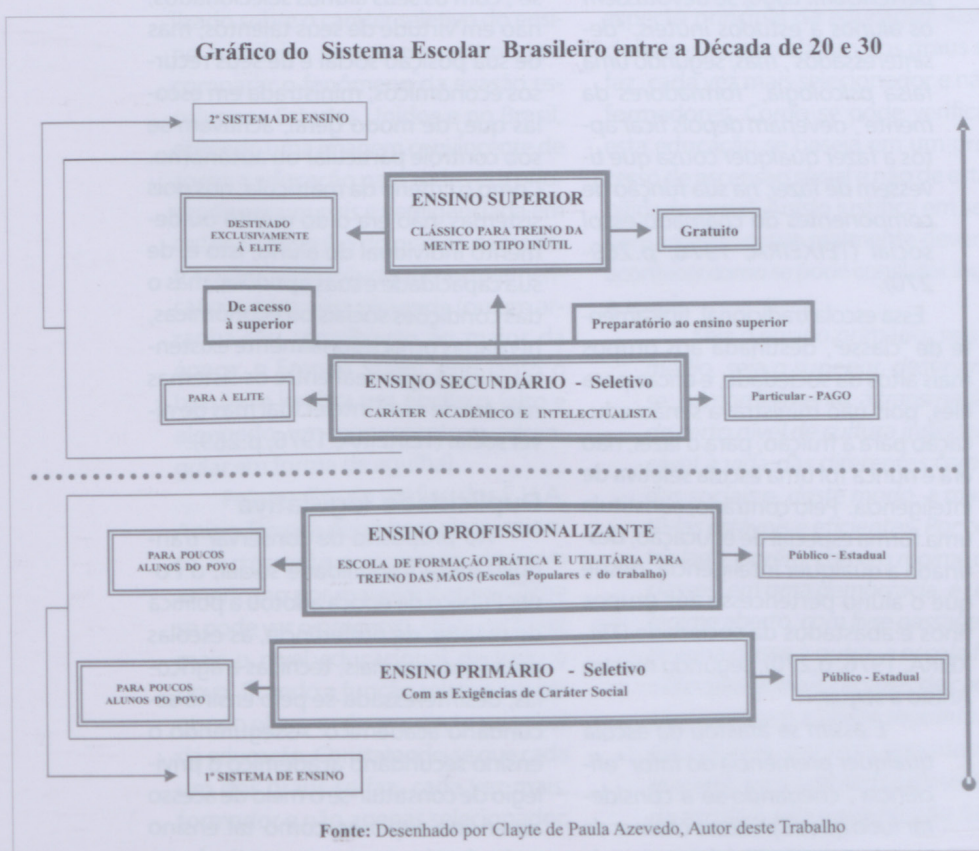 Gráfico do Sistema Escolar Brasileiro entre a Década de 20 e 30
2º SISTEMA DE ENSINO
DESTINADO
EXCLUSIVAMENTE
À ELITE
ENSINO SUPERIOR
CLÁSSICO PARA TREINO DA
MENTE DO TIPO INÚTIL
Gratuito
De acesso
à superior
Preparatório ao ensino superior
PARA A ELITE
ENSINO SECUNDÁRIO - Seletivo
CARÁTER ACADÊMICO E INTELECTUALISTA
Particular - PAGO
PARA POUCOS
ALUNOS DO POVO
ENSINO PROFISSIONALIZANTE
ESCOLA DE FORMAÇÃO PRÁTICA E UTILITÁRIA PARA
TREINO DAS MÃOS (Escolas Populares e do trabalho)
Público - Estadual
PARA POUCOS
ALUNOS DO POVO
ENSINO PRIMÁRIO - Seletivo
Com as Exigências de Caráter Social
Público - Estadual
1º SISTEMA DE ENSINO
Fonte: Desenhado por Clayte de Paula Azevedo, Autor deste Trabalho